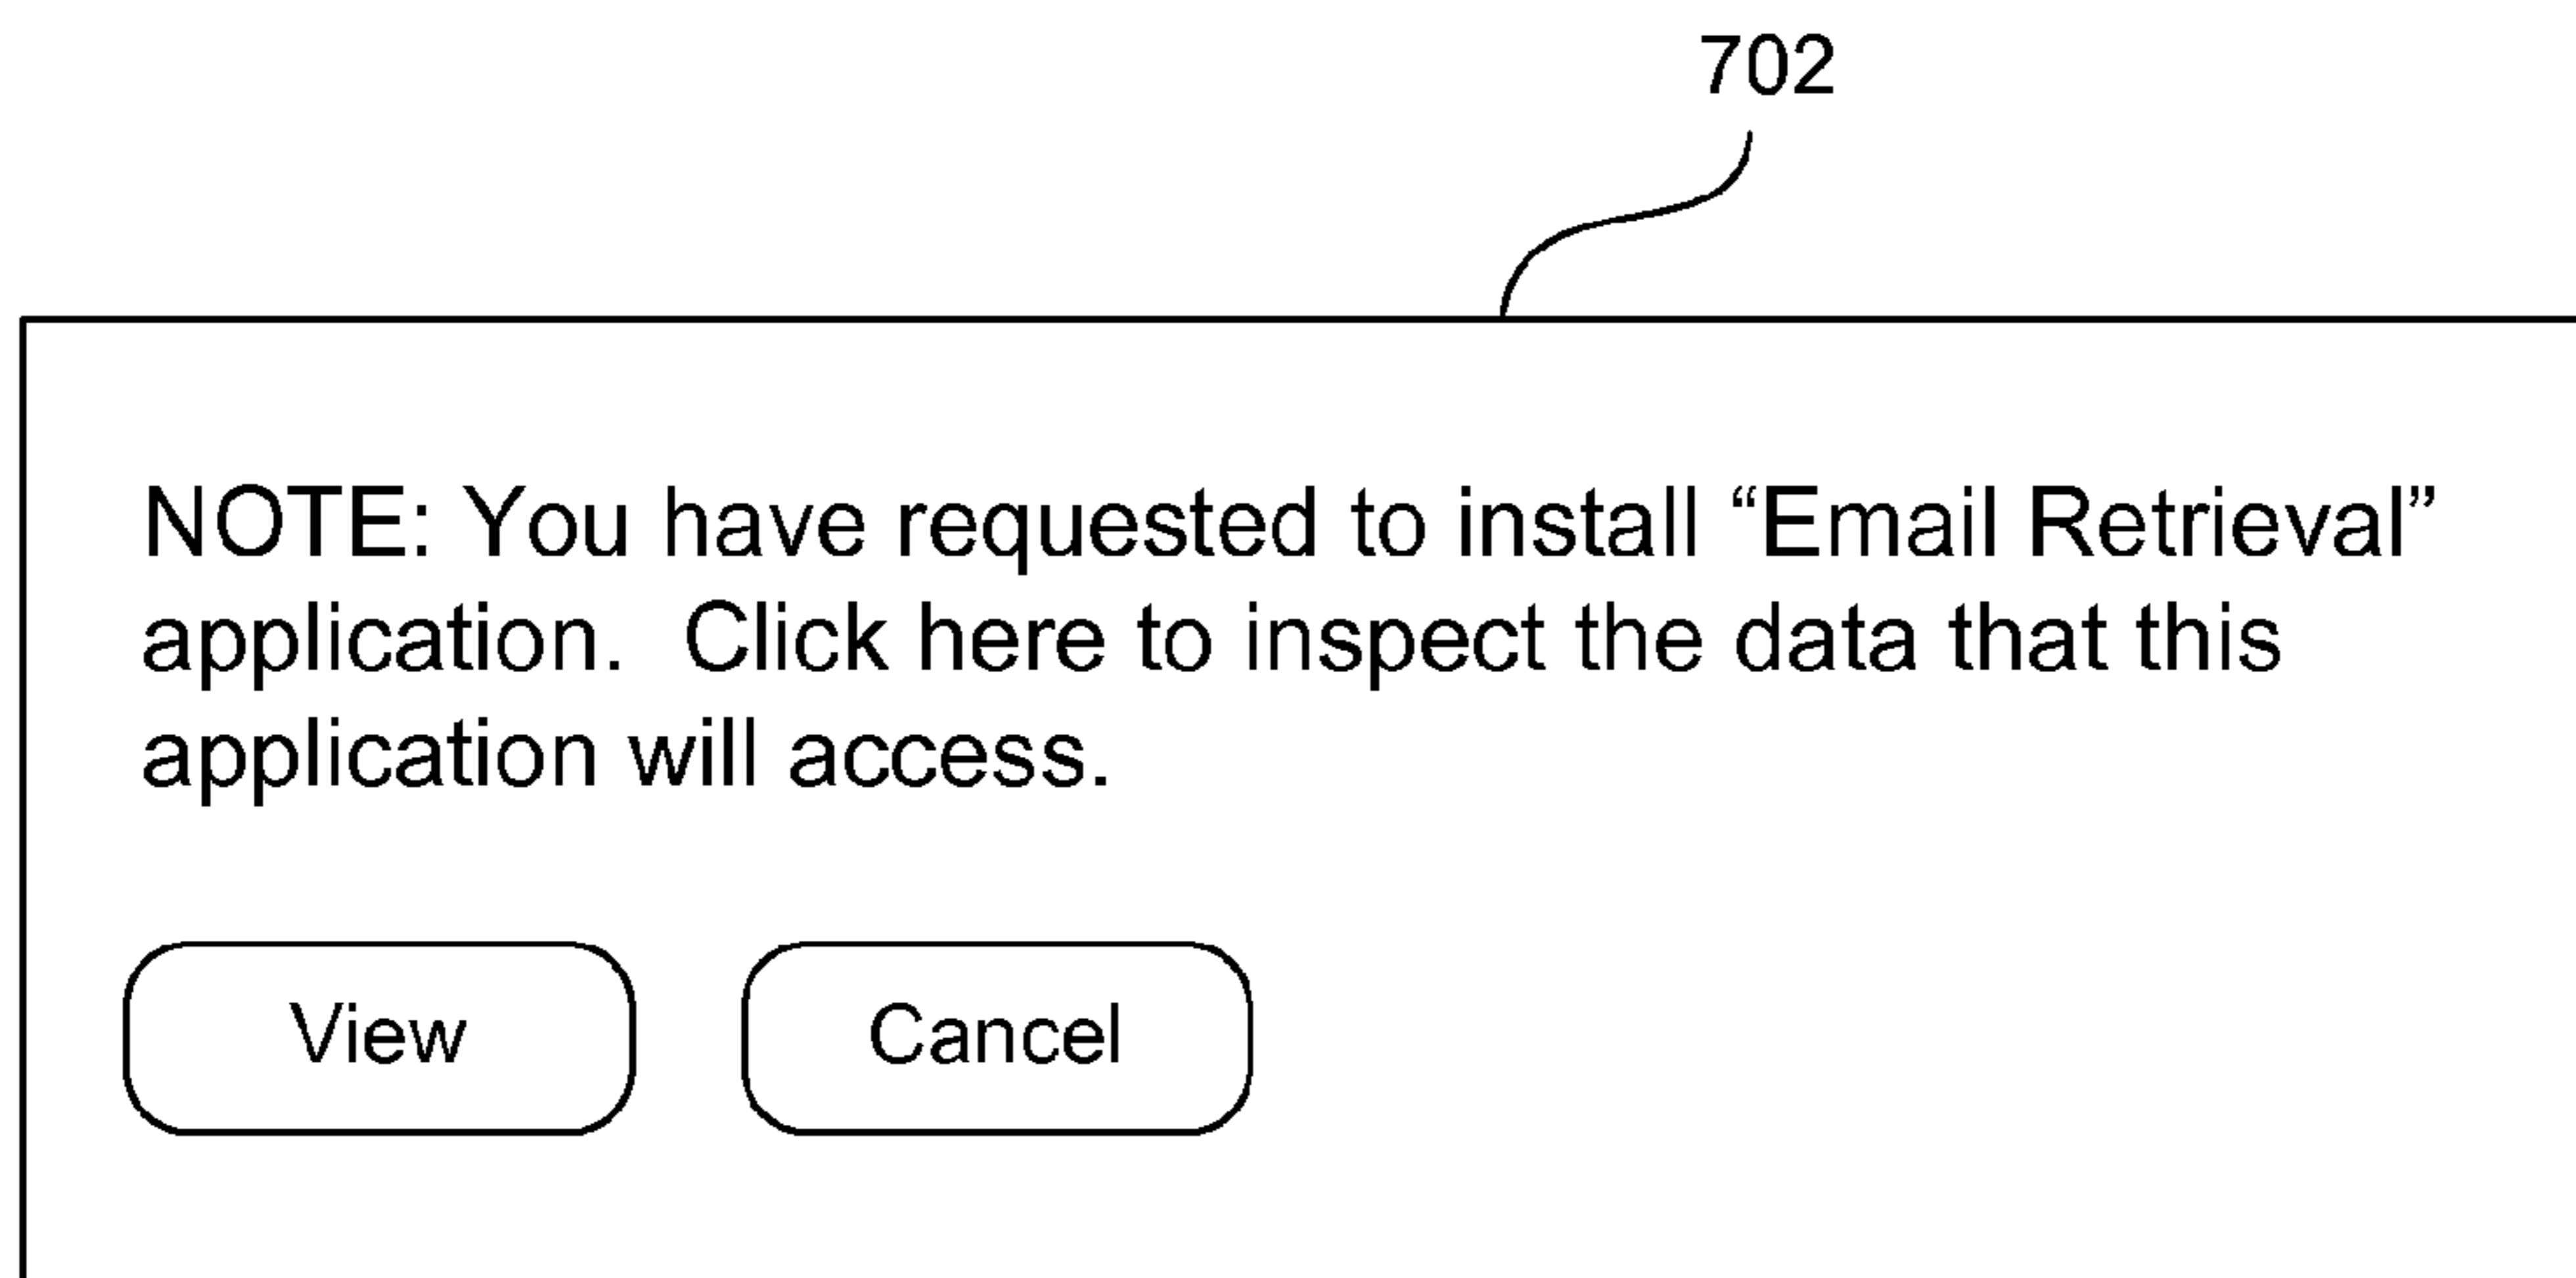 702
NOTE: You have requested to install “Email Retrieval”
application.  Click here to inspect the data that this
application will access.
View
Cancel